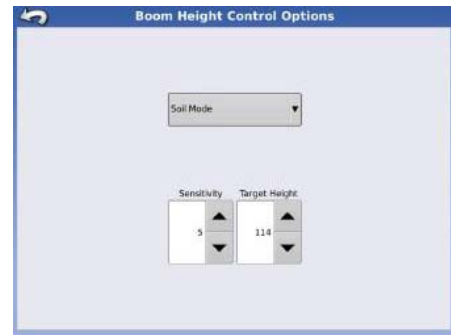 Boom Height Control Options
Soil Mode
Sensitivity Target Height
5 114